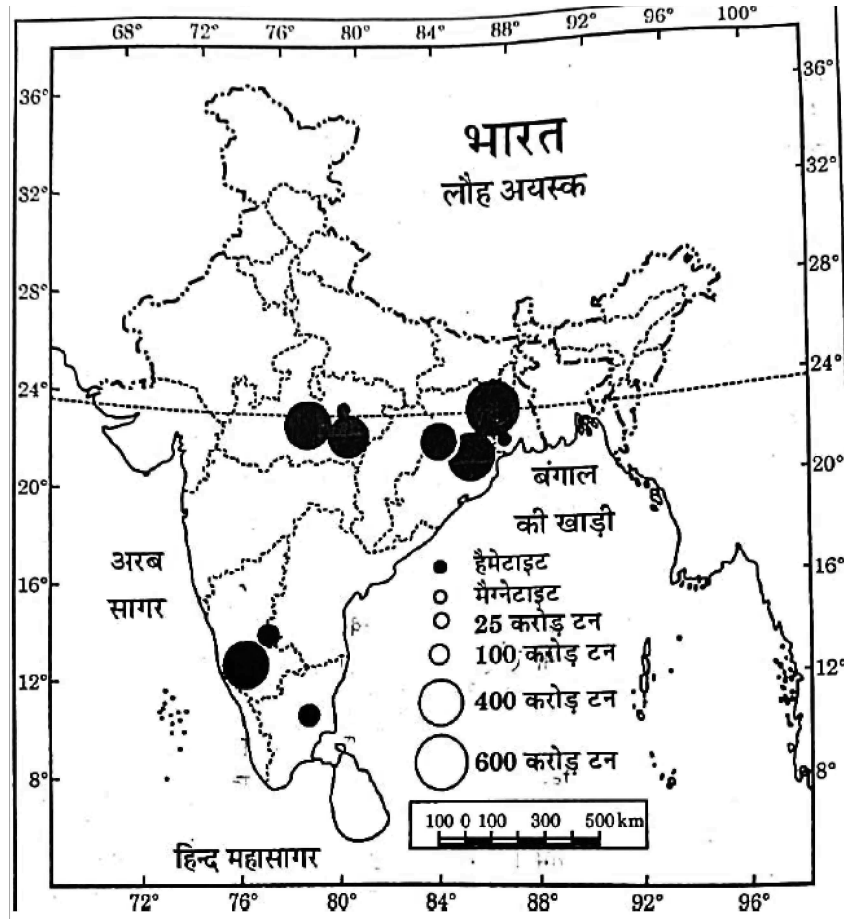 68° 72° 76° 80° 84° 88° 92° 96° 100°
36° 36°
भारत
लौह अयस्क
32° 32°
28° 28°
24° 24°
20° 20°
बंगाल
की खाड़ी
अरब
सागर
16° 16°
हैमेटाइट
मैग्नेटाइट
25 करोड़ टन
100 करोड़ टन
12° 12°
400 करोड़ टन
8° 8°
600 करोड़ टन
100 0 100 300 500 km
हिन्द महासागर
72° 76° 80° 84° 88° 92° 96°